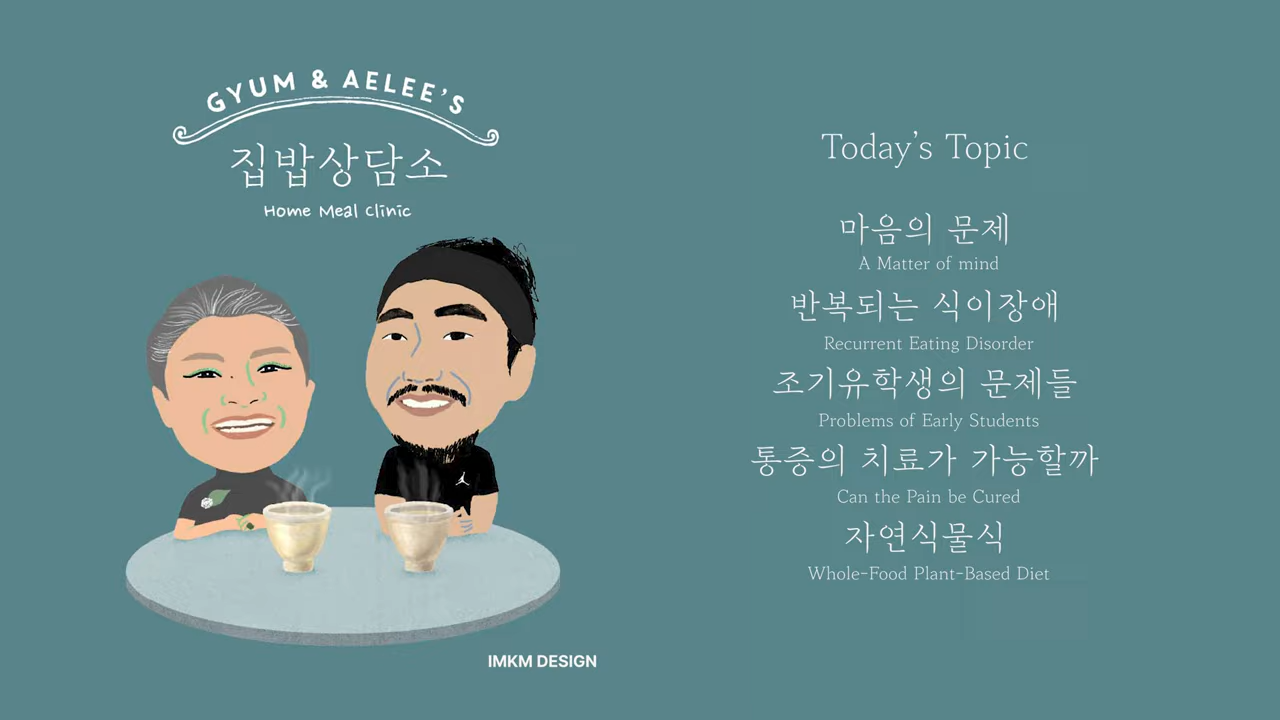 GYUM & AELEE'S
집밥상담소
Home Meal Clinic
IMKM DESIGN
Today's Topic
마음의 문제
A Matter of mind
반복되는 식이장애
Recurrent Eating Disorder
조기유학생의 문제들
Problems of Early Students
통증의 치료가 가능할까
Can the Pain be Cured
자연식물식
Whole-Food Plant-Based Diet